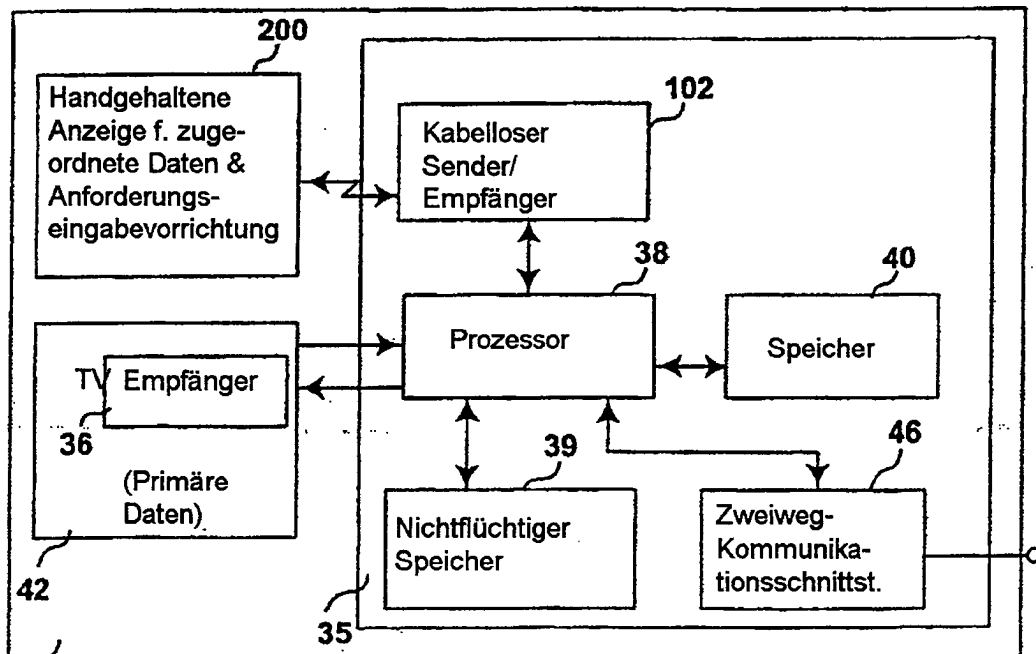 200
Handgehaltene
Anzeige f. zuge-
ordnete Daten &
Anforderungs-
eingabevorrichtung
102
Kabelloser
Sender/
Empfänger
38
Prozessor
40
Speicher
TV Empfänger
36
(Primäre
Daten)
42
39
Nichtflüchtiger
Speicher
46
Zweiweg-
Kommunika-
tionsschnittst.
35